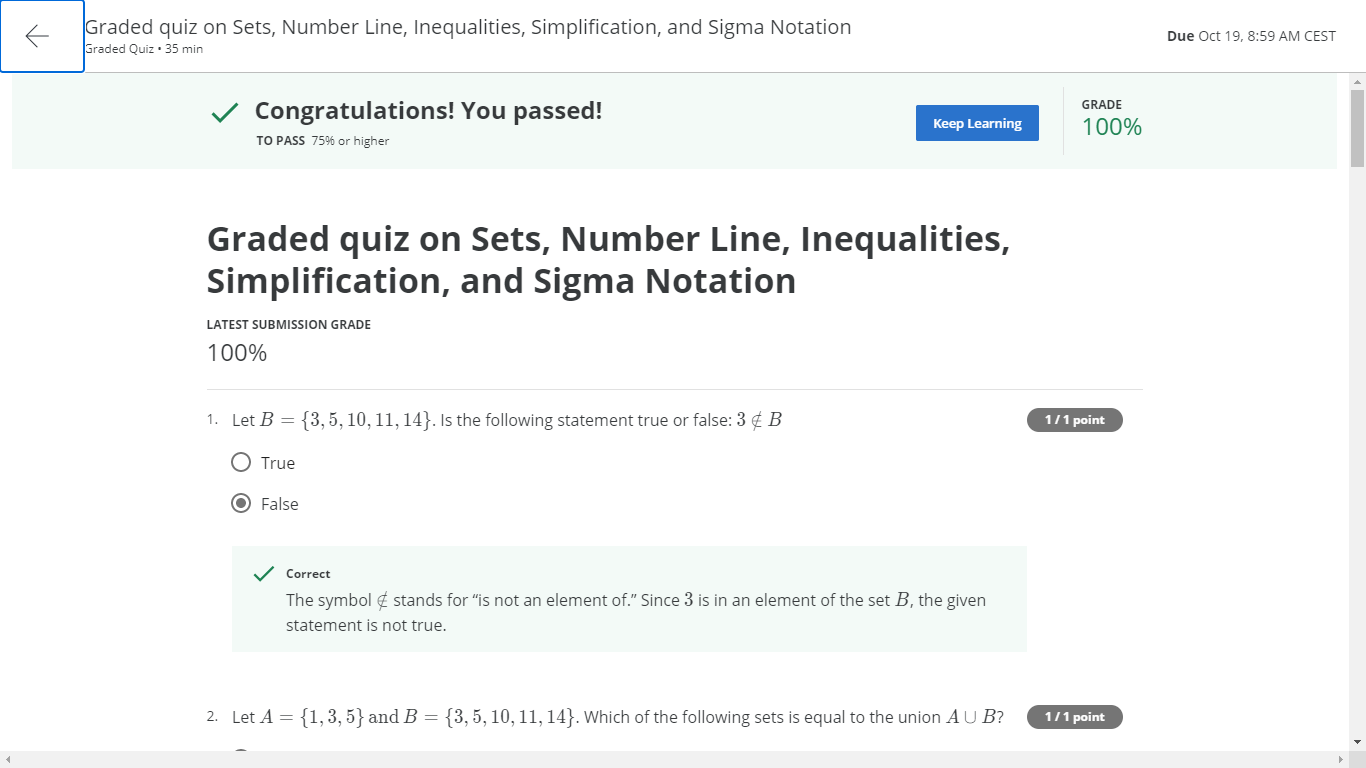 Graded quiz on Sets, Number Line, Inequalities, Simplification, and Sigma Notation
Graded Quiz • 35 min
Due Oct 19, 8:59 AM CEST
Congratulations! You passed!
TO PASS 75% or higher
Keep Learning
GRADE
100%
Graded quiz on Sets, Number Line, Inequalities,
Simplification, and Sigma Notation
LATEST SUBMISSION GRADE
100%
1. Let B = {3, 5, 10, 11, 14}. Is the following statement true or false: 3 ∉ B
1 / 1 point
True
False
Correct
The symbol ∉ stands for “is not an element of.” Since 3 is in an element of the set B, the given
statement is not true.
2. Let A = {1, 3, 5} and B = {3, 5, 10, 11, 14}. Which of the following sets is equal to the union A ∪ B?
1 / 1 point